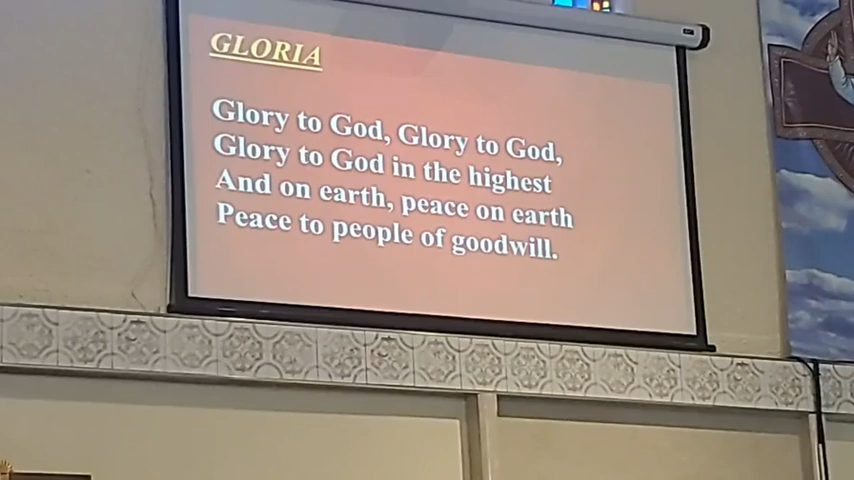 GLORIA
Glory to God, Glory to God,
Glory to God in the highest
And on earth, peace on earth
Peace to people of goodwill.